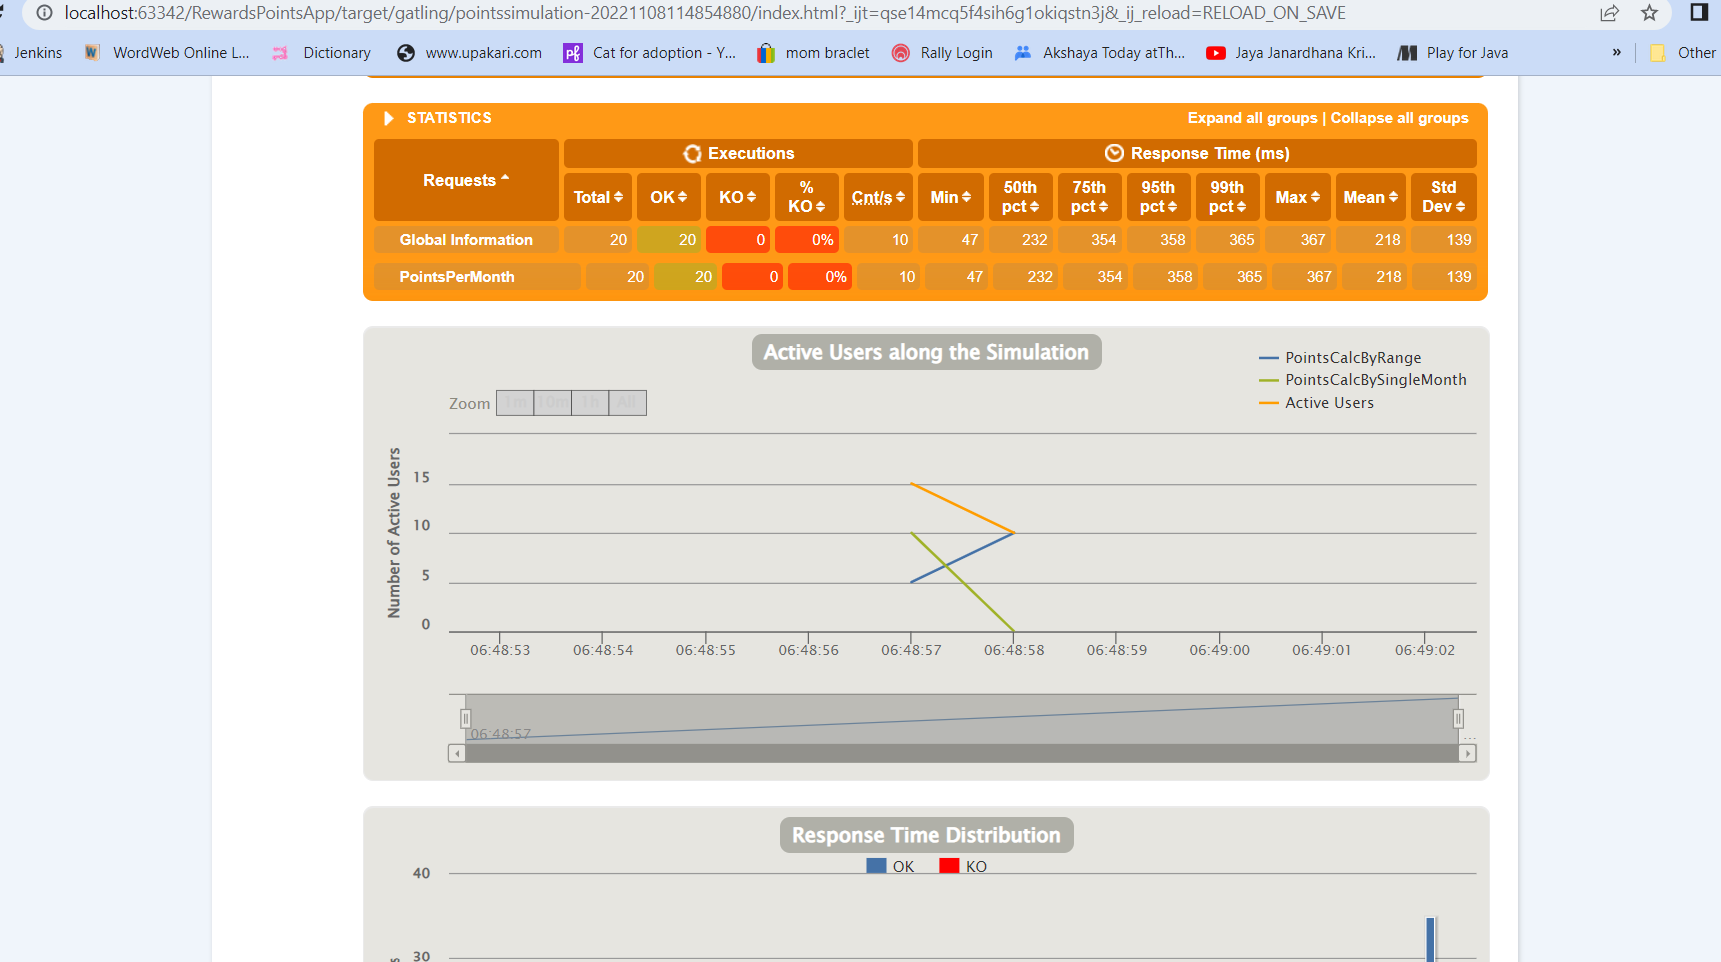 localhost:63342/RewardsPointsApp/target/gatling/pointssimulation-20221108114854880/index.html?_ijt=qse14mcq5f4sih6g1okiqstn3j&_ij_reload=RELOAD_ON_SAVE
Jenkins WordWeb Online L... Dictionary www.upakari.com Cat for adoption - Y... mom braclet Rally Login Akshaya Today atTh... Jaya Janardhana Kri... Play for Java » Other
STATISTICS Expand all groups | Collapse all groups
Requests Executions Response Time (ms)
Total OK KO % KO Cnt/s Min 50th pct 75th pct 95th pct 99th pct Max Mean Std Dev
Global Information 20 20 0 0% 10 47 232 354 358 365 367 218 139
PointsPerMonth 20 20 0 0% 10 47 232 354 358 365 367 218 139
Active Users along the Simulation
PointsCalcByRange
PointsCalcBySingleMonth
Active Users
Zoom 1m 10m 1h All
Number of Active Users
15
10
5
0
06:48:53 06:48:54 06:48:55 06:48:56 06:48:57 06:48:58 06:48:59 06:49:00 06:49:01 06:49:02
06:48:57 ...
Response Time Distribution
OK KO
40
30